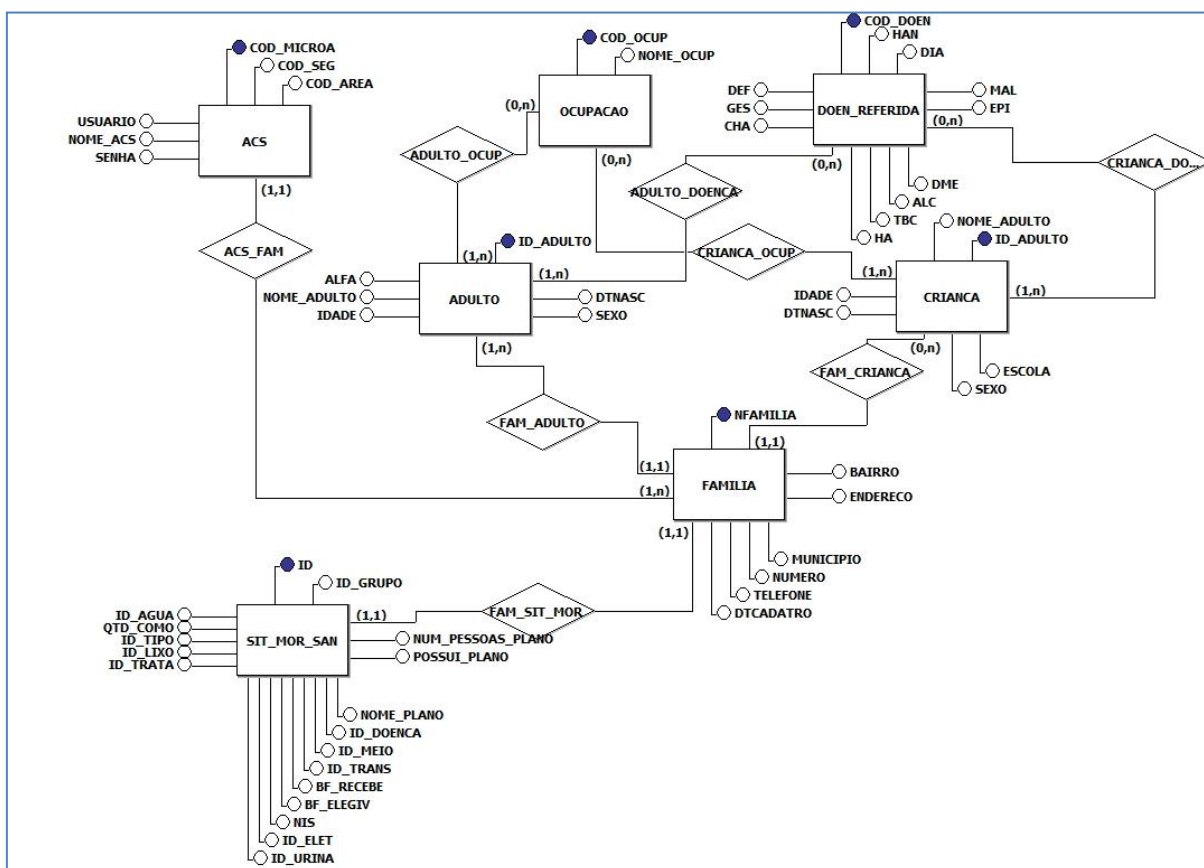 COD_MICROA
COD_SEG
COD_AREA
USUARIO
NOME_ACS
SENHA
ACS
(1,1)
ACS_FAM
COD_OCUP
NOME_OCUP
OCUPACAO
(0,n)
(0,n)
ADULTO_OCUP
COD_DOEN
HAN
DIA
DEF
GES
CHA
DOEN_REFERIDA
MAL
EPI
(0,n)
(0,n)
DME
ALC
TBC
HA
CRIANCA_DO...
ADULTO_DOENCA
CRIANCA_OCUP
ID_ADULTO
(1,n)
(1,n)
ALFA
NOME_ADULTO
IDADE
ADULTO
DTNASC
SEXO
(1,n)
NOME_ADULTO
ID_ADULTO
(1,n)
IDADE
DTNASC
CRIANCA
(1,n)
(0,n)
ESCOLA
SEXO
FAM_CRIANCA
FAM_ADULTO
NFAMILIA
(1,1)
(1,1)
(1,n)
FAMILIA
BAIRRO
ENDERECO
(1,1)
MUNICIPIO
NUMERO
TELEFONE
DTCADATRO
FAM_SIT_MOR
ID
ID_GRUPO
ID_AGUA
QTD_COMO
ID_TIPO
ID_LIXO
ID_TRATA
SIT_MOR_SAN
(1,1)
NUM_PESSOAS_PLANO
POSSUI_PLANO
NOME_PLANO
ID_DOENCA
ID_MEIO
ID_TRANS
BF_RECEBE
BF_ELEGIV
NIS
ID_ELET
ID_URINA